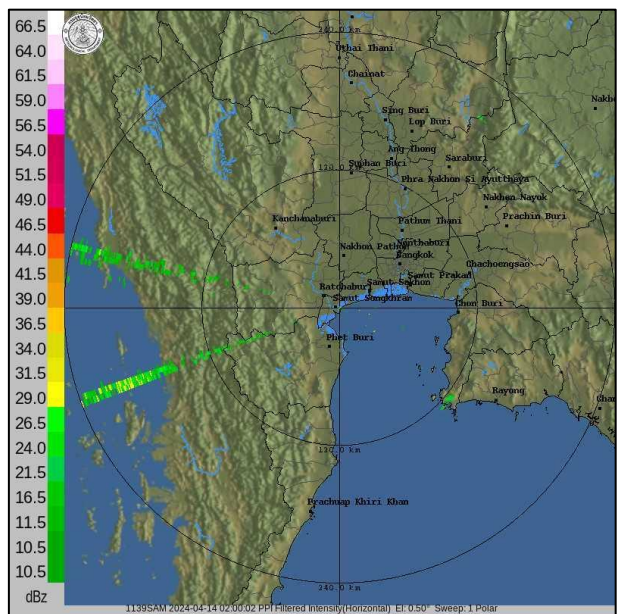 66.5
64.0
61.5
59.0
56.5
54.0
51.5
49.0
46.5
44.0
41.5
39.0
36.5
34.0
31.5
29.0
26.5
24.0
21.5
16.5
11.5
10.5
10.5
dBz
240.0 km
Uthai Thani
Chainat
Sing Buri
Lop Buri
Ang Thong
Saraburi
120.0 km
Suphan Buri
Phra Nakhon Si Ayutthaya
Nakhon Nayok
Kanchanaburi
Pathum Thani
Prachin Buri
Nonthaburi
Nakhon Pathom
Bangkok
Chachoengsao
Samut Prakan
Ratchaburi
Samut Sakhon
Samut Songkhram
Chon Buri
Phet Buri
Rayong
120.0 km
Prachuap Khiri Khan
240.0 km
1139SAM 2024-04-14 02:00:02 PPI Filtered Intensity(Horizontal) El: 0.50° Sweep: 1 Polar